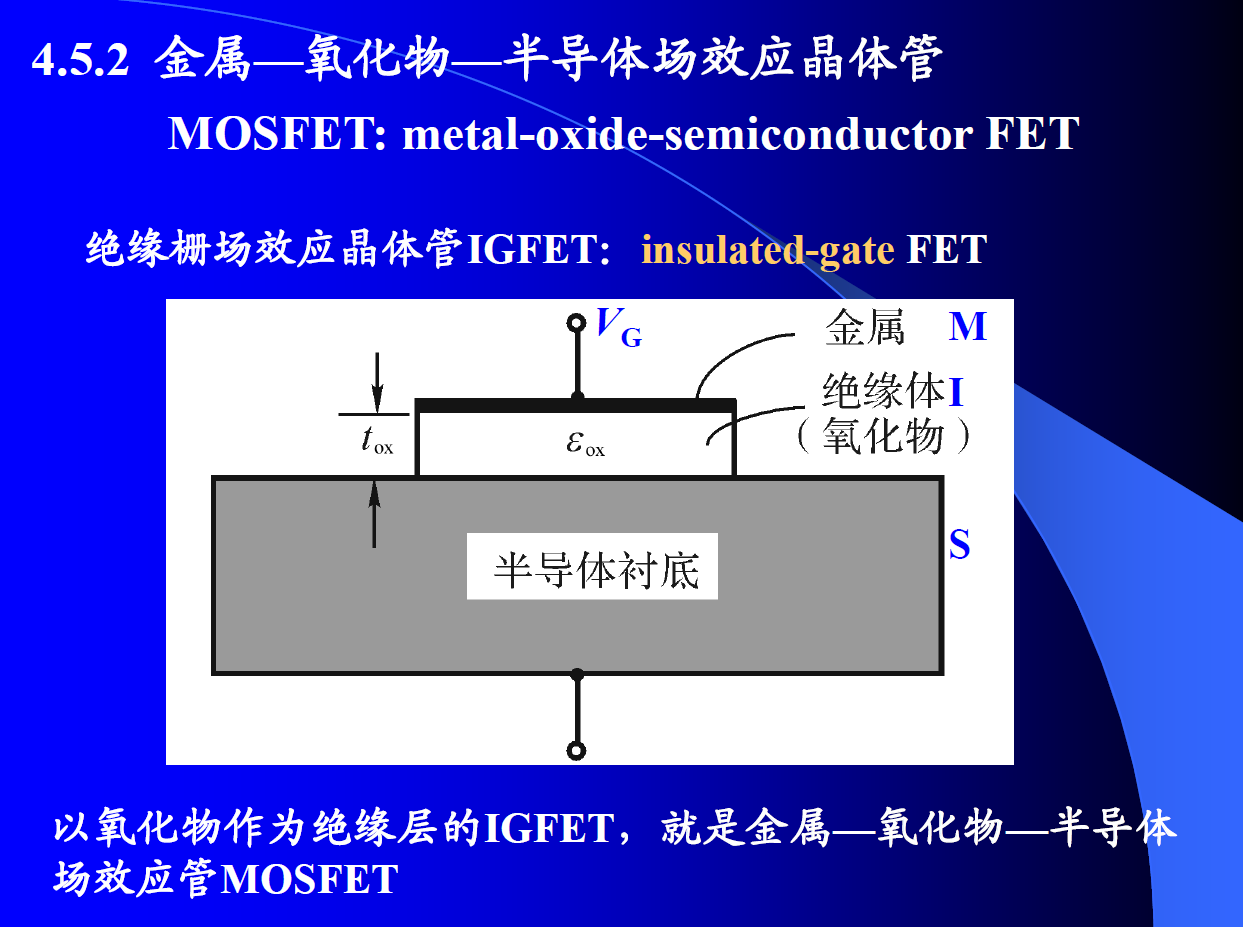 4.5.2 金属—氧化物—半导体场效应晶体管
MOSFET: metal-oxide-semiconductor FET
绝缘栅场效应晶体管IGFET: insulated-gate FET
V_G
金属 M
绝缘体I
（氧化物）
t_ox
ε_ox
S
半导体衬底
以氧化物作为绝缘层的IGFET，就是金属—氧化物—半导体
场效应管MOSFET